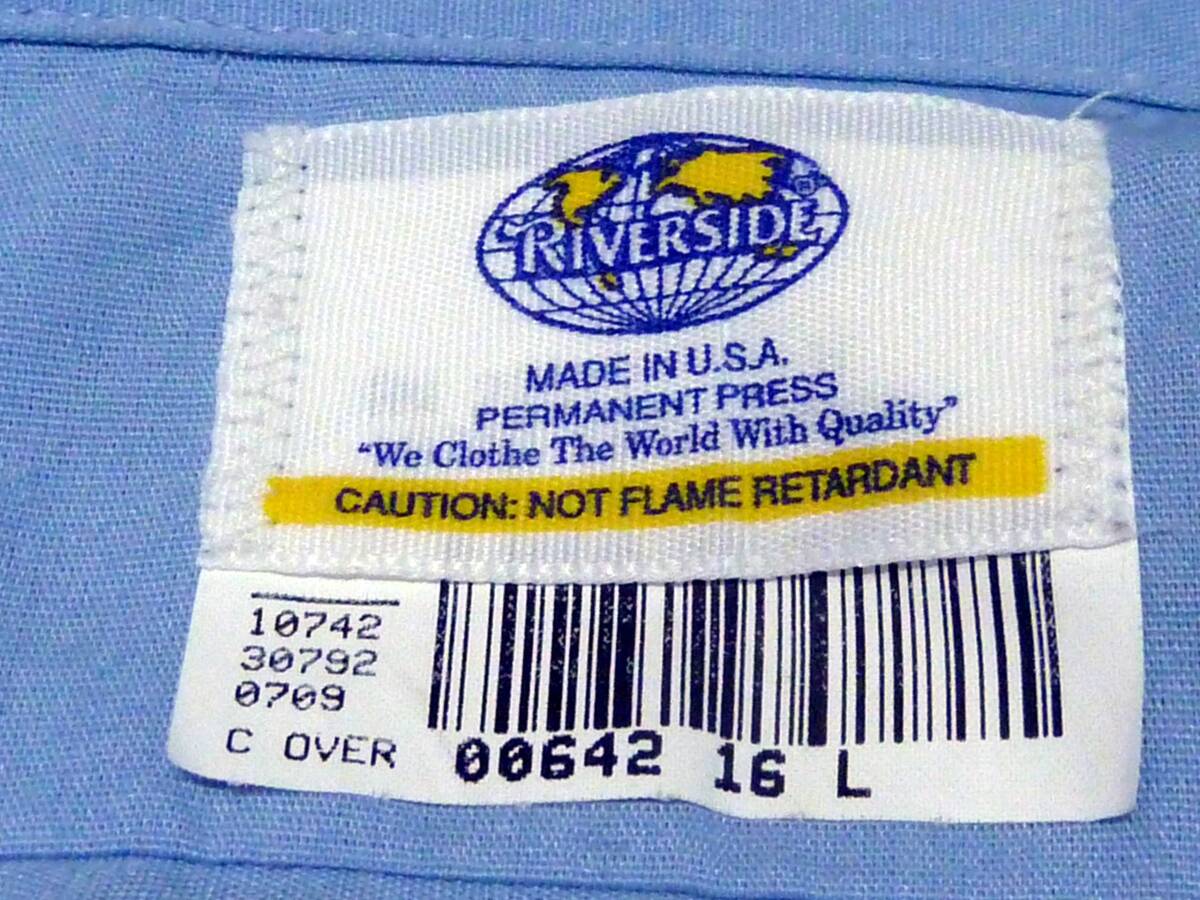 RIVERSIDE®
MADE IN U.S.A.
PERMANENT PRESS
“We Clothe The World With Quality”
CAUTION: NOT FLAME RETARDANT
10742
30792
0709
C OVER
00642 16 L